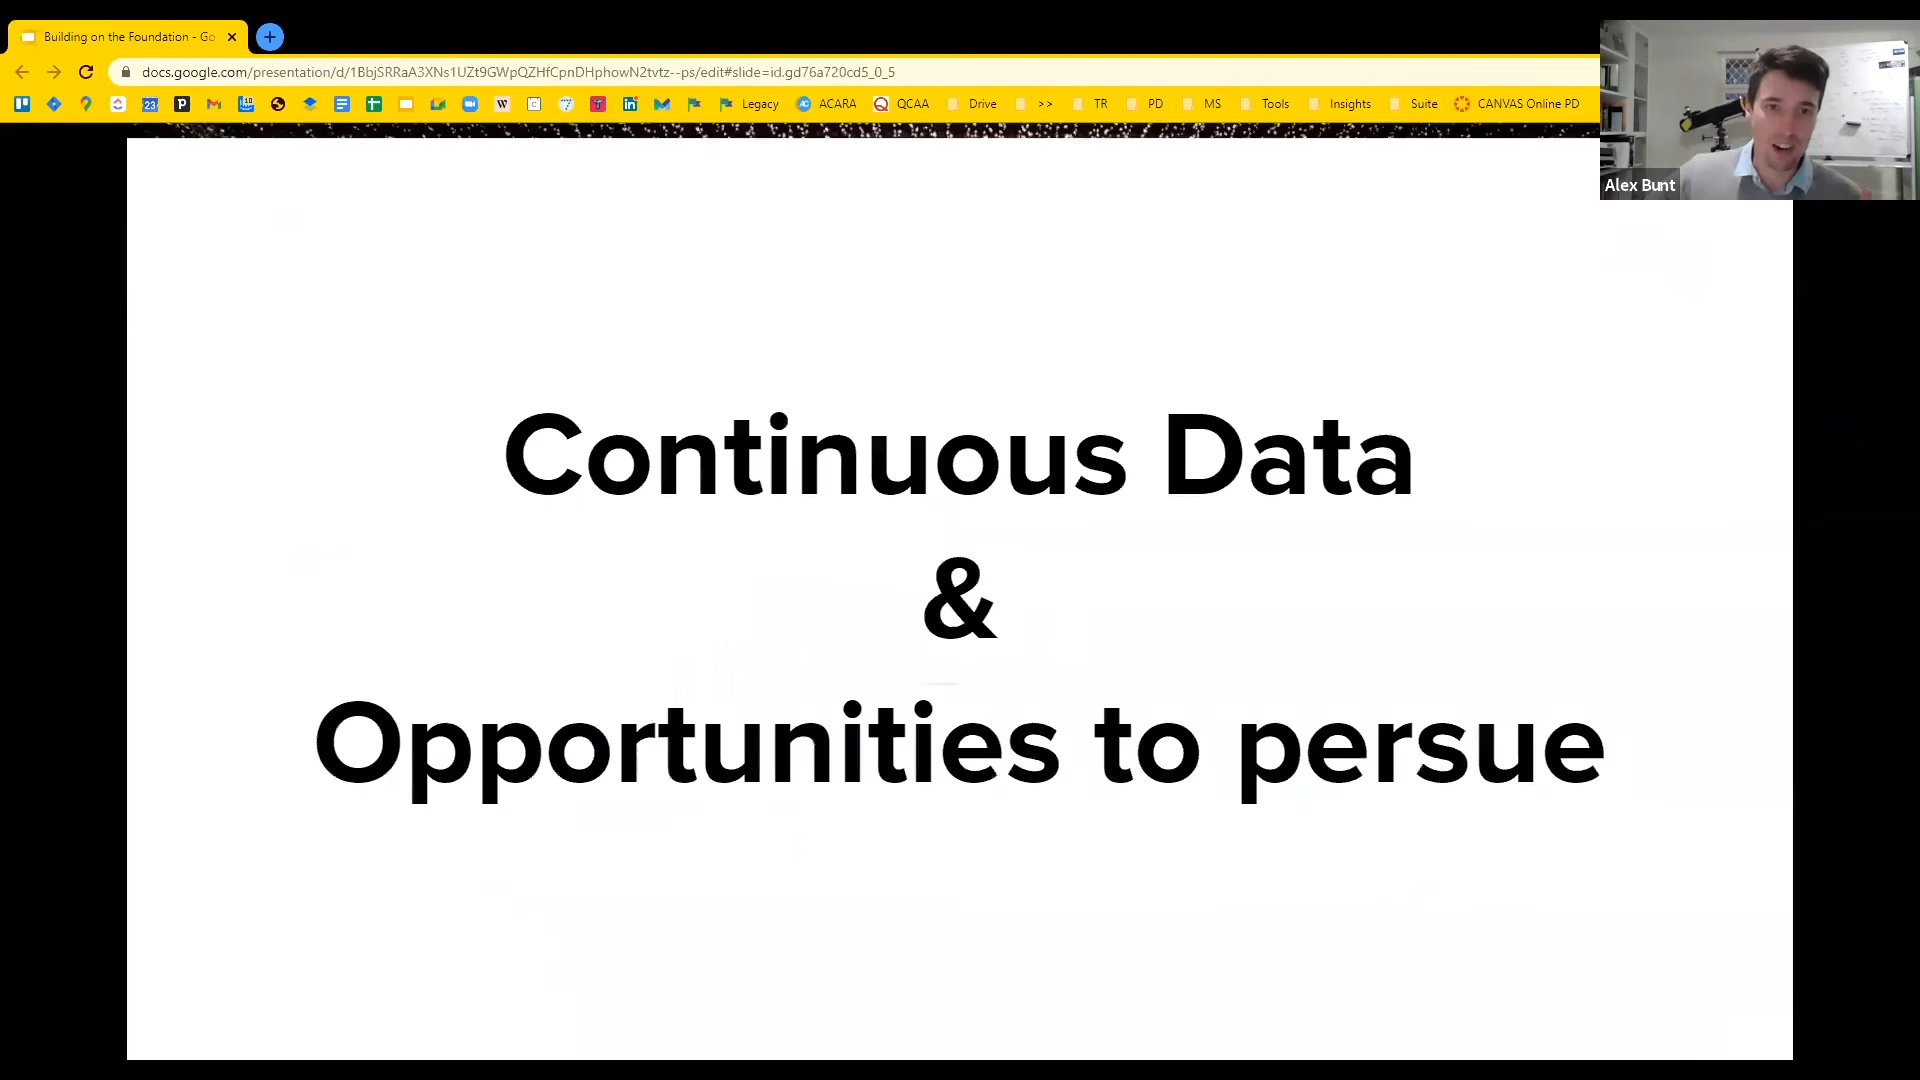 Building on the Foundation - Go
docs.google.com/presentation/d/1BbjSRRaA3XNs1UZt9GWpQZHfCpnDHphowN2tvtz--ps/edit#slide=id.gd76a720cd5_0_5
Legacy ACARA QCAA Drive >> TR PD MS Tools Insights Suite CANVAS Online PD
Alex Bunt
Continuous Data
&
Opportunities to persue